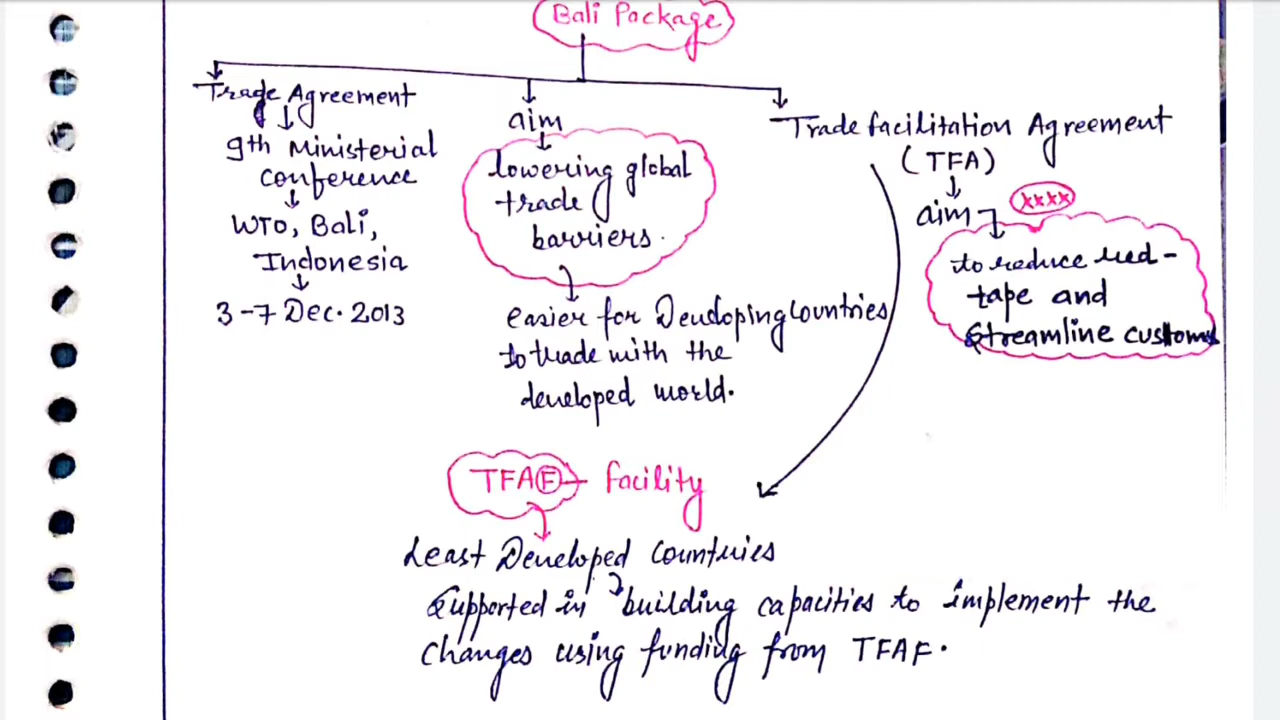 Bali Package
Trade Agreement
9th Ministerial
conference
WTO, Bali,
Indonesia
3-7 Dec. 2013
aim
lowering global
trade
barriers.
easier for Developing Countries
to trade with the
developed world.
Trade facilitation Agreement
(TFA)
aim
xxxx
to reduce red-
tape and
Streamline customs
TFAF - facility
Least Developed Countries
Supported in building capacities to implement the
changes using funding from TFAF.